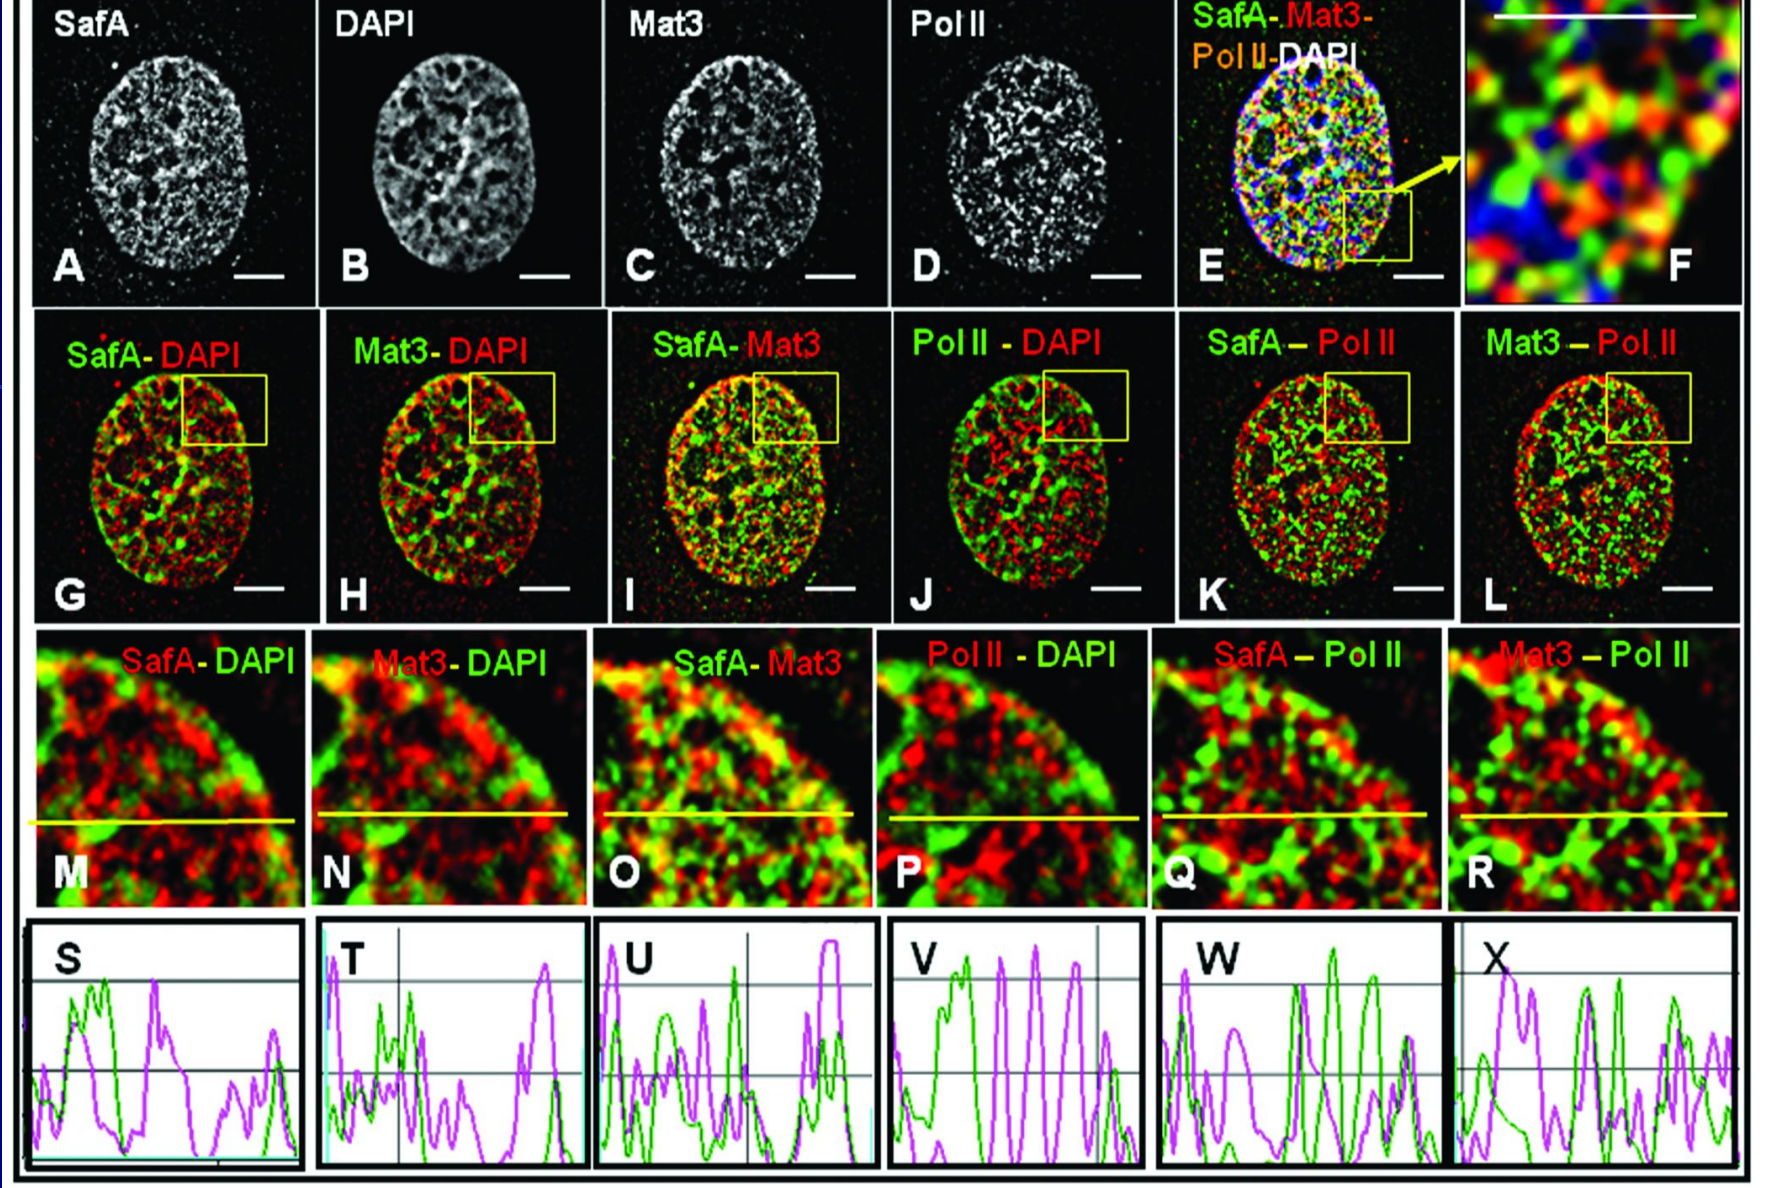 SafA
DAPI
Mat3
Pol II
SafA- Mat3-
Pol II-DAPI
A
B
C
D
E
F
SafA- DAPI
Mat3- DAPI
SafA- Mat3
Pol II - DAPI
SafA – Pol II
Mat3 – Pol II
G
H
I
J
K
L
SafA- DAPI
Mat3- DAPI
SafA- Mat3
Pol II - DAPI
SafA – Pol II
Mat3 – Pol II
M
N
O
P
Q
R
S
T
U
V
W
X